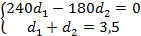 240d₁ − 180d₂ = 0
d₁ + d₂ = 3,5